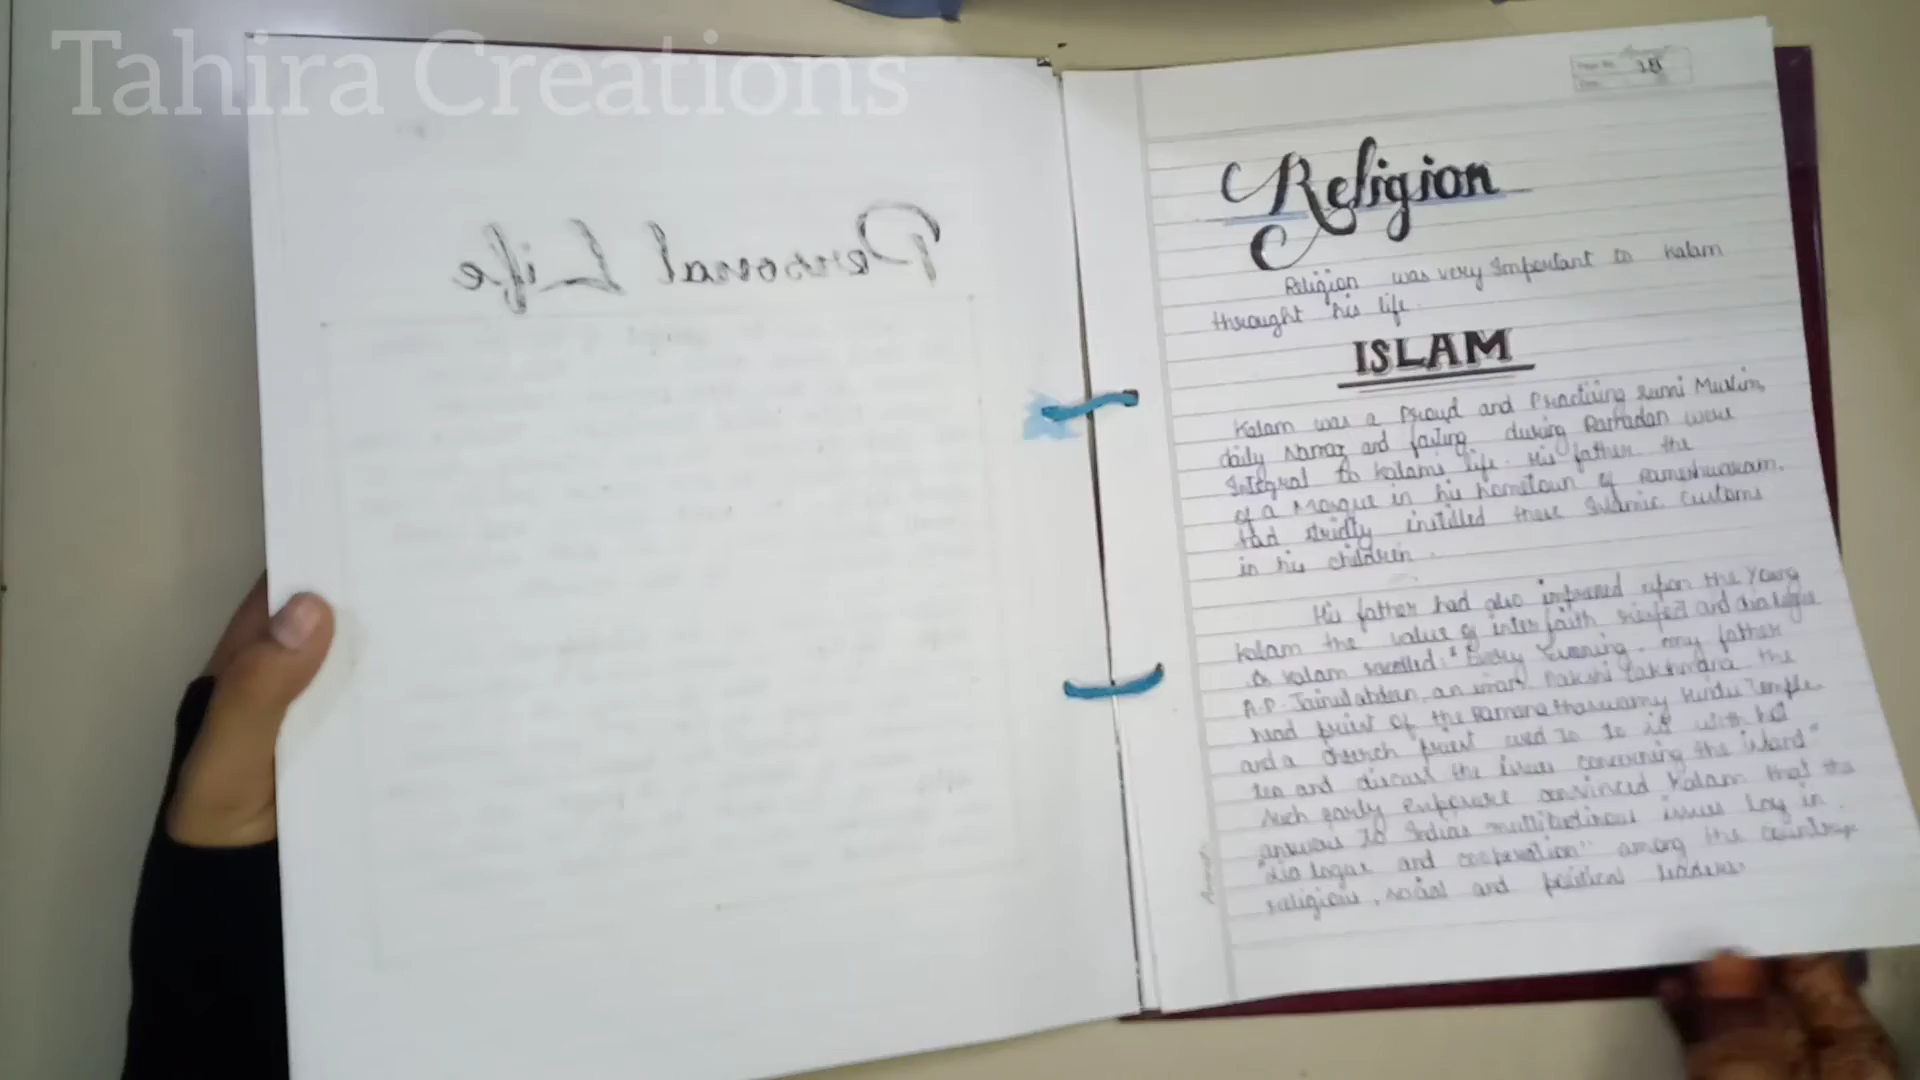 Tahira Creations
Personal Life
18
Religion
Religion was very Important to Kalam
throught his life.
ISLAM
Kalam was a Proud and Practicing Sunni Muslim,
daily Namaz and fasting during Ramadan were
Integral to Kalam's life. His father the
of a Mosque in his hometown of Rameshwaram.
Had strictly instilled these Islamic customs
in his children.
His father had also impressed upon the Young
Kalam the value of interfaith respect and dialogue
As Kalam recalled: "Every Evening, my father
A.P. Jainulabdeen, an imam, Pakshi Lakshmana the
head priest of the Ramanathaswamy Hindu Temple
and a church priest used to to sit with hot
tea and discuss the issues concerning the island"
Such early exposure convinced Kalam that the
answers to Indias issues lay in
"dialogue and cooperation" among the country's
religious, social and political leaders.